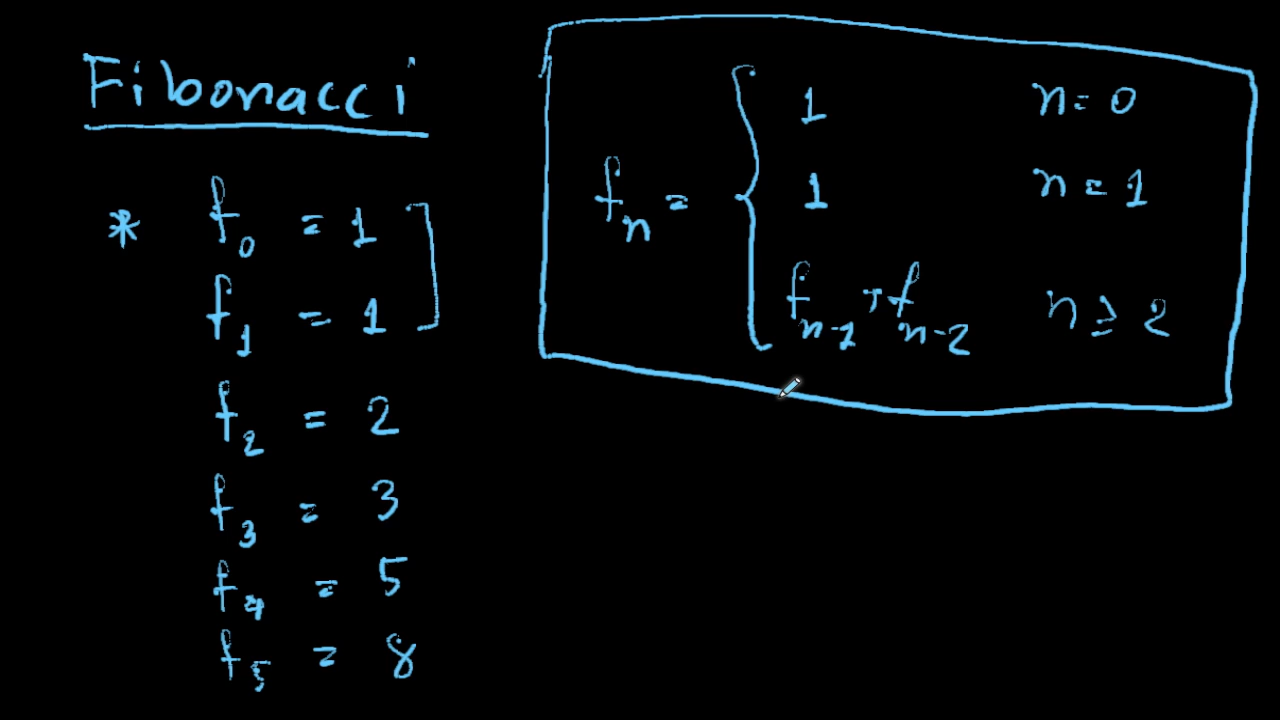 Fibonacci
* f₀ = 1
f₁ = 1
f₂ = 2
f₃ = 3
f₄ = 5
f₅ = 8
fₙ = {
1 n = 0
1 n = 1
fₙ₋₁ + fₙ₋₂ n ≥ 2